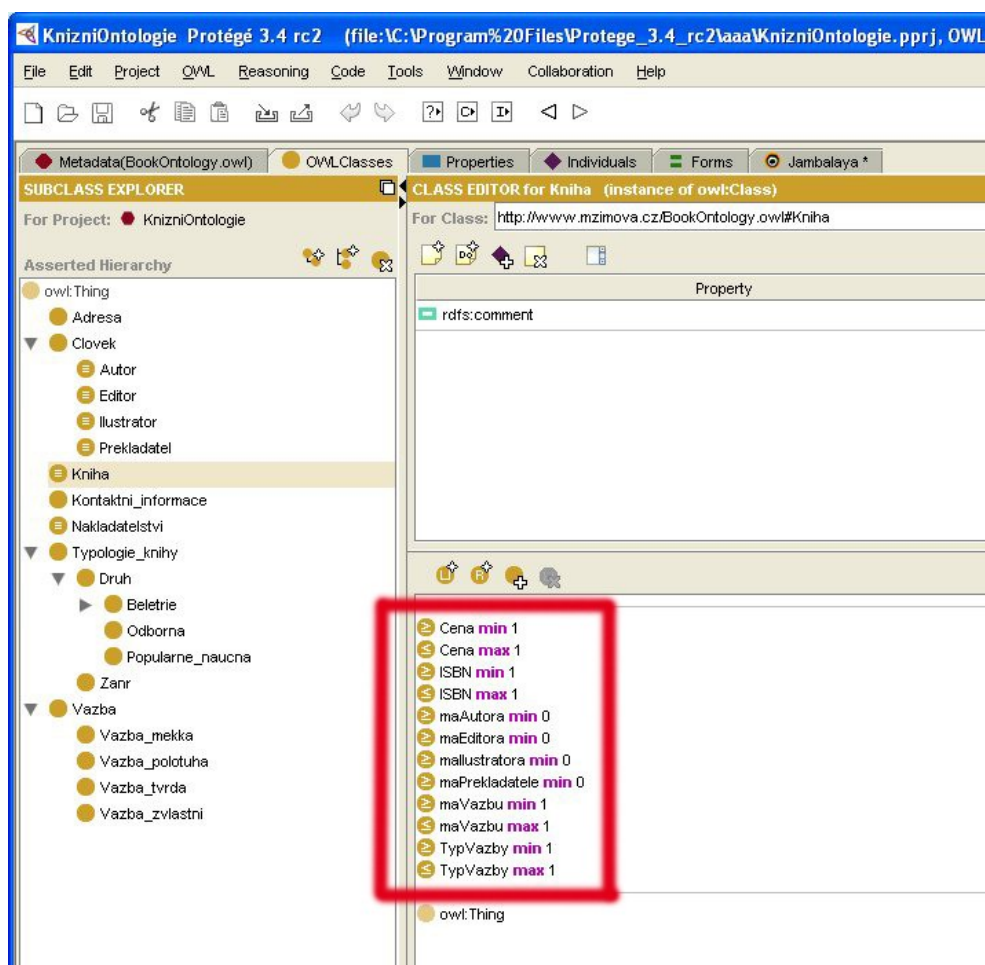 KnizniOntologie Protégé 3.4 rc2 (file:\C:\Program%20Files\Protege_3.4_rc2\aaa\KnizniOntologie.pprj, OWL
File Edit Project OWL Reasoning Code Tools Window Collaboration Help
Metadata(BookOntology.owl) OWLClasses Properties Individuals Forms Jambalaya *
SUBCLASS EXPLORER
For Project: KnizniOntologie
Asserted Hierarchy
owl:Thing
Adresa
Clovek
Autor
Editor
Ilustrator
Prekladatel
Kniha
Kontaktni_informace
Nakladatelstvi
Typologie_knihy
Druh
Beletrie
Odborna
Popularne_naucna
Zanr
Vazba
Vazba_mekka
Vazba_polotuha
Vazba_tvrda
Vazba_zvlastni
CLASS EDITOR for Kniha (instance of owl:Class)
For Class: http://www.mzimova.cz/BookOntology.owl#Kniha
Property
rdfs:comment
Cena min 1
Cena max 1
ISBN min 1
ISBN max 1
maAutora min 0
maEditora min 0
maIlustratora min 0
maPrekladatele min 0
maVazbu min 1
maVazbu max 1
TypVazby min 1
TypVazby max 1
owl:Thing